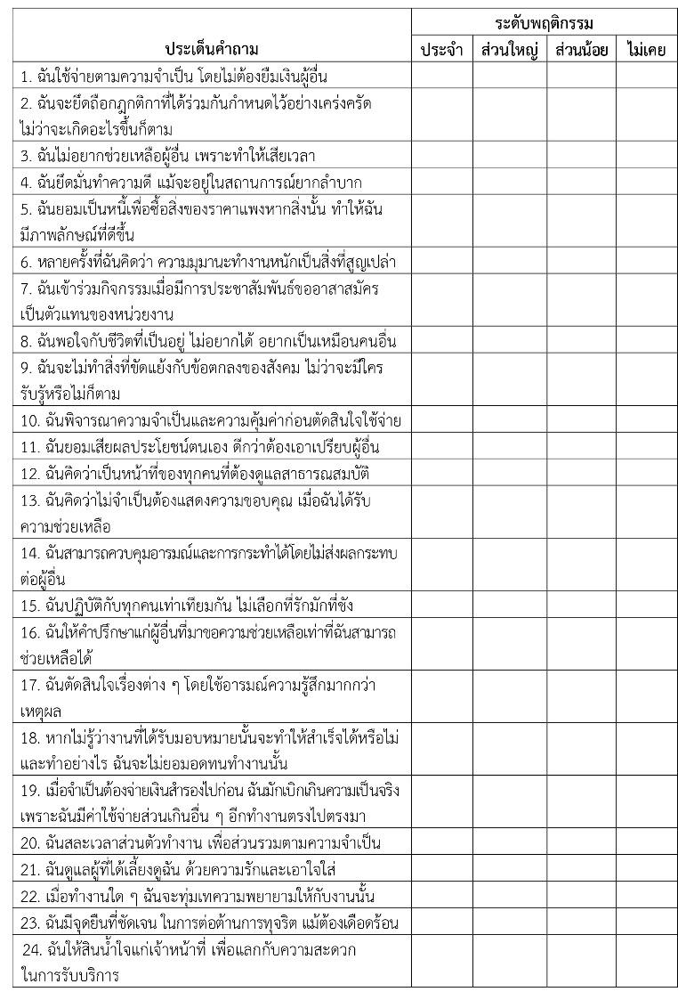 ระดับพฤติกรรม
ประเด็นคำถาม ประจำ ส่วนใหญ่ ส่วนน้อย ไม่เคย
1. ฉันใช้จ่ายตามความจำเป็น โดยไม่ต้องยืมเงินผู้อื่น
2. ฉันจะยึดถือกฎกติกาที่ได้ร่วมกันกำหนดไว้อย่างเคร่งครัด
ไม่ว่าจะเกิดอะไรขึ้นก็ตาม
3. ฉันไม่อยากช่วยเหลือผู้อื่น เพราะทำให้เสียเวลา
4. ฉันยึดมั่นทำความดี แม้จะอยู่ในสถานการณ์ยากลำบาก
5. ฉันยอมเป็นหนี้เพื่อซื้อสิ่งของราคาแพงหากสิ่งนั้น ทำให้ฉัน
มีภาพลักษณ์ที่ดีขึ้น
6. หลายครั้งที่ฉันคิดว่า ความมุมานะทำงานหนักเป็นสิ่งที่สูญเปล่า
7. ฉันเข้าร่วมกิจกรรมเมื่อมีการประชาสัมพันธ์ขออาสาสมัคร
เป็นตัวแทนของหน่วยงาน
8. ฉันพอใจกับชีวิตที่เป็นอยู่ ไม่อยากได้ อยากเป็นเหมือนคนอื่น
9. ฉันจะไม่ทำสิ่งที่ขัดแย้งกับข้อตกลงของสังคม ไม่ว่าจะมีใคร
รับรู้หรือไม่ก็ตาม
10. ฉันพิจารณาความจำเป็นและความคุ้มค่าก่อนตัดสินใจใช้จ่าย
11. ฉันยอมเสียผลประโยชน์ตนเอง ดีกว่าต้องเอาเปรียบผู้อื่น
12. ฉันคิดว่าเป็นหน้าที่ของทุกคนที่ต้องดูแลสาธารณสมบัติ
13. ฉันคิดว่าไม่จำเป็นต้องแสดงความขอบคุณ เมื่อฉันได้รับ
ความช่วยเหลือ
14. ฉันสามารถควบคุมอารมณ์และการกระทำได้โดยไม่ส่งผลกระทบ
ต่อผู้อื่น
15. ฉันปฏิบัติกับทุกคนเท่าเทียมกัน ไม่เลือกที่รักมักที่ชัง
16. ฉันให้คำปรึกษาแก่ผู้อื่นที่มาขอความช่วยเหลือเท่าที่ฉันสามารถ
ช่วยเหลือได้
17. ฉันตัดสินใจเรื่องต่าง ๆ โดยใช้อารมณ์ความรู้สึกมากกว่า
เหตุผล
18. หากไม่รู้ว่างานที่ได้รับมอบหมายนั้นจะทำให้สำเร็จได้หรือไม่
และทำอย่างไร ฉันจะไม่ยอมอดทนทำงานนั้น
19. เมื่อจำเป็นต้องจ่ายเงินสำรองไปก่อน ฉันมักเบิกเกินความเป็นจริง
เพราะฉันมีค่าใช้จ่ายส่วนเกินอื่น ๆ อีกทำงานตรงไปตรงมา
20. ฉันสละเวลาส่วนตัวทำงาน เพื่อส่วนรวมตามความจำเป็น
21. ฉันดูแลผู้ที่ได้เลี้ยงดูฉัน ด้วยความรักและเอาใจใส่
22. เมื่อทำงานใด ๆ ฉันจะทุ่มเทความพยายามให้กับงานนั้น
23. ฉันมีจุดยืนที่ชัดเจน ในการต่อต้านการทุจริต แม้ต้องเดือดร้อน
24. ฉันให้สินน้ำใจแก่เจ้าหน้าที่ เพื่อแลกกับความสะดวก
ในการรับบริการ